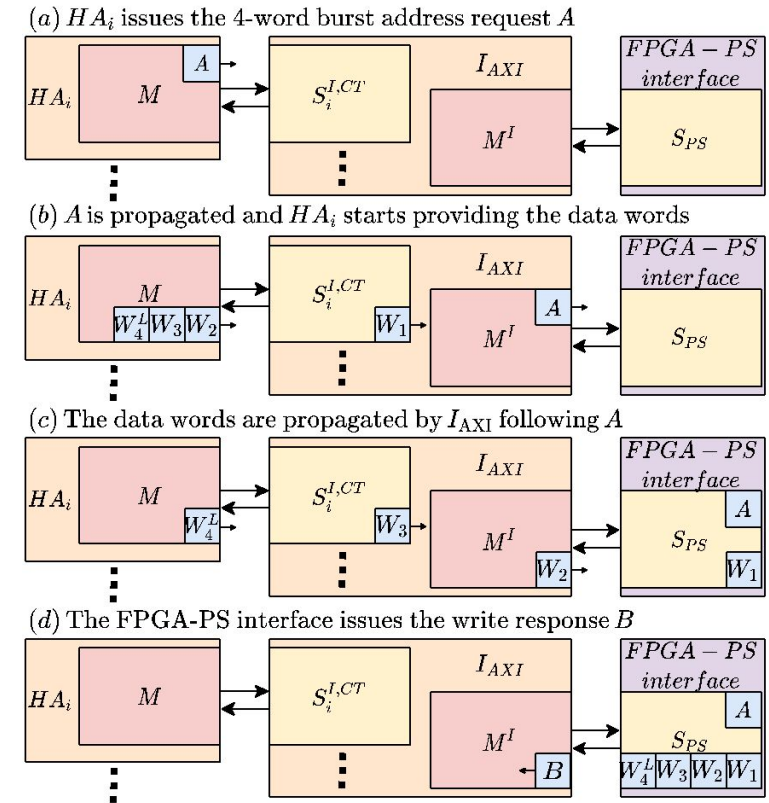 (a) HA_i issues the 4-word burst address request A
HA_i M A S_i^{I,CT} I_AXI M^I FPGA – PS
interface
S_PS
(b) A is propagated and HA_i starts providing the data words
HA_i M W_4^L W_3 W_2 S_i^{I,CT} W_1 I_AXI M^I A FPGA – PS
interface
S_PS
(c) The data words are propagated by I_AXI following A
HA_i M W_4^L S_i^{I,CT} W_3 I_AXI M^I W_2 FPGA – PS
interface
A
S_PS
W_1
(d) The FPGA-PS interface issues the write response B
HA_i M S_i^{I,CT} I_AXI M^I B FPGA – PS
interface
A
S_PS
W_4^L W_3 W_2 W_1